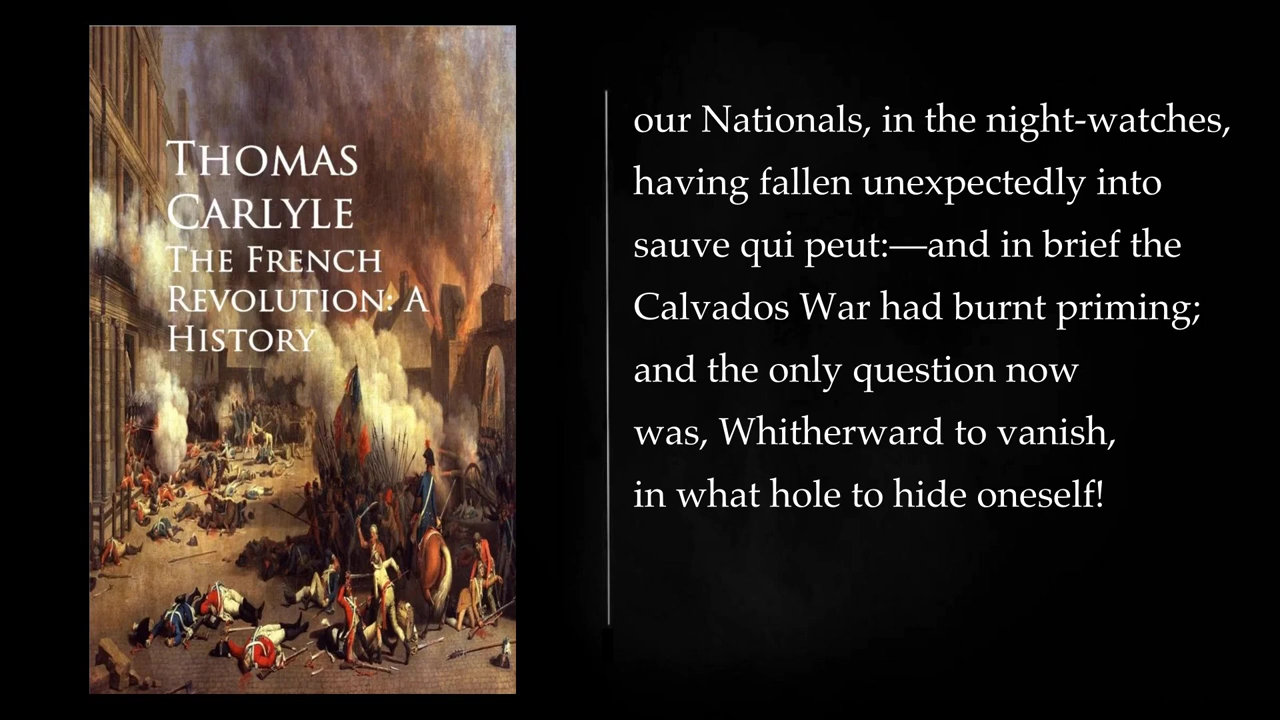 THOMAS
CARLYLE
THE FRENCH
REVOLUTION: A
HISTORY
our Nationals, in the night-watches,
having fallen unexpectedly into
sauve qui peut:—and in brief the
Calvados War had burnt priming;
and the only question now
was, Whitherward to vanish,
in what hole to hide oneself!